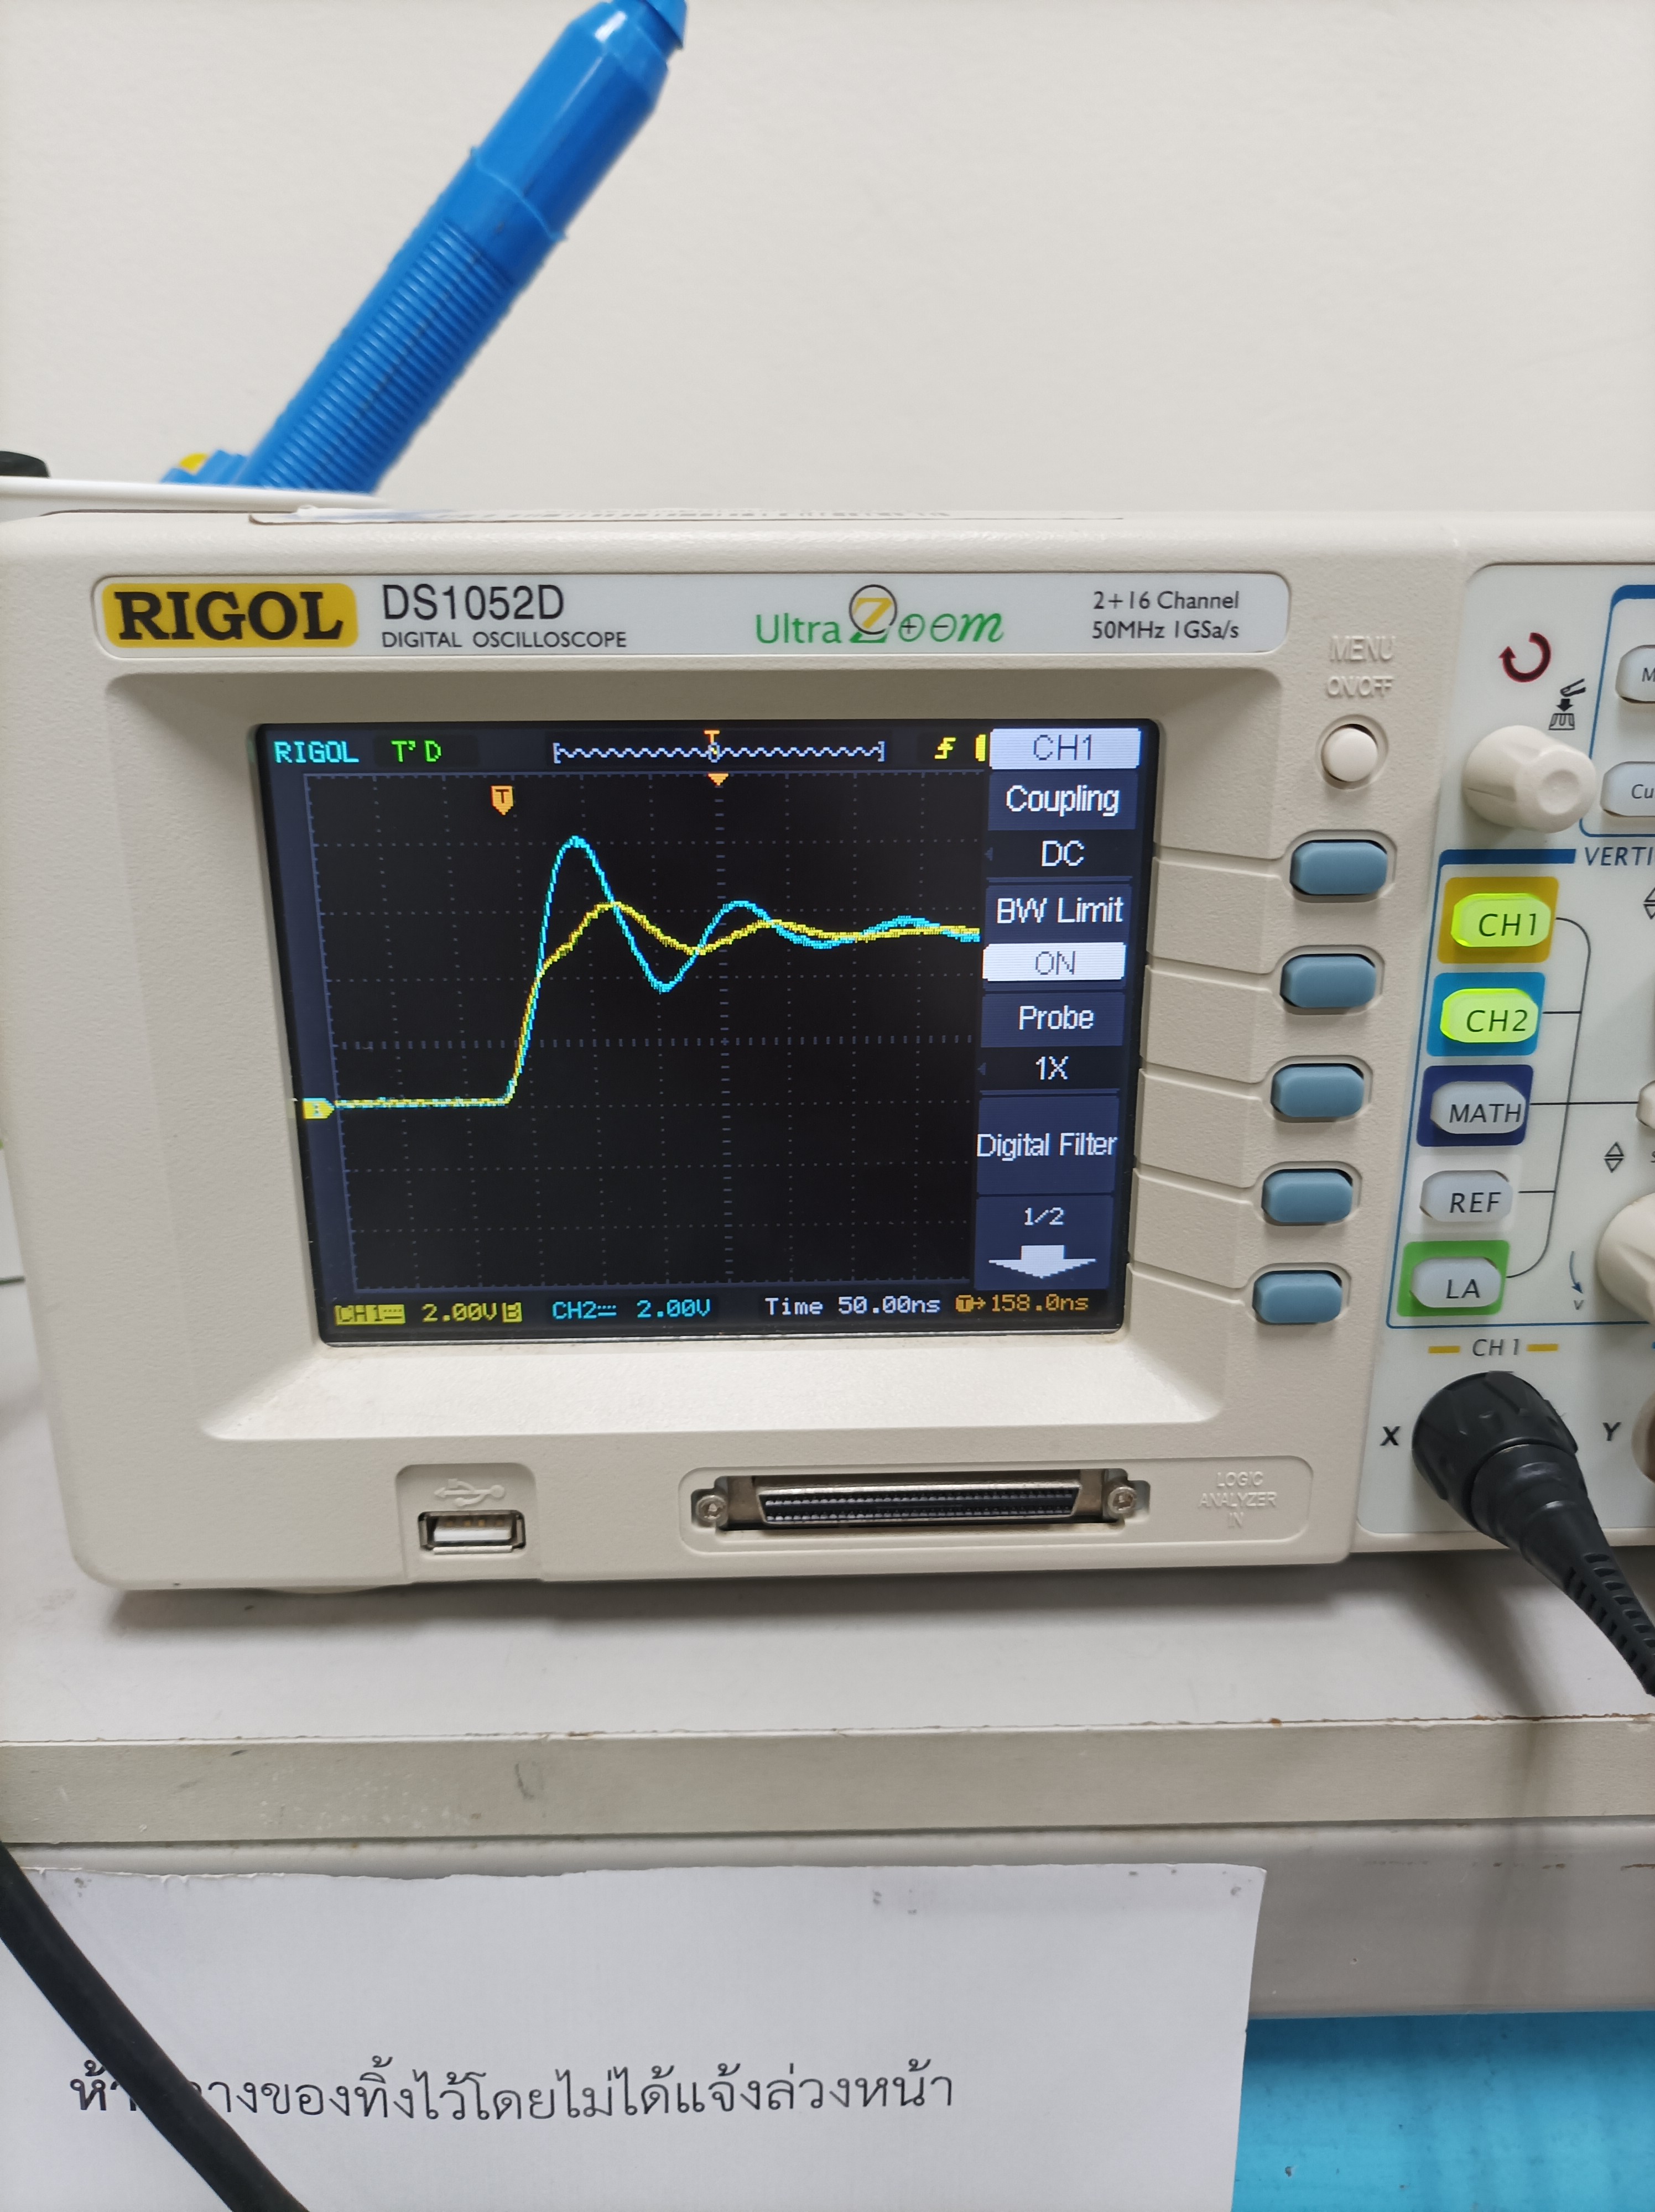 RIGOL
DS1052D
DIGITAL OSCILLOSCOPE
UltraZoom
2+16 Channel
50MHz 1GSa/s
MENU
ON/OFF
RIGOL T'D
T
T
CH1
Coupling
DC
BW Limit
ON
Probe
1X
Digital Filter
1/2
CH1 2.00V B CH2 2.00V Time 50.00ns T→158.0ns
Cu
VERTI
CH1
CH2
MATH
REF
LA
CH 1
X
Y
LOGIC
ANALYZER
IN
างของทิ้งไว้โดยไม่ได้แจ้งล่วงหน้า